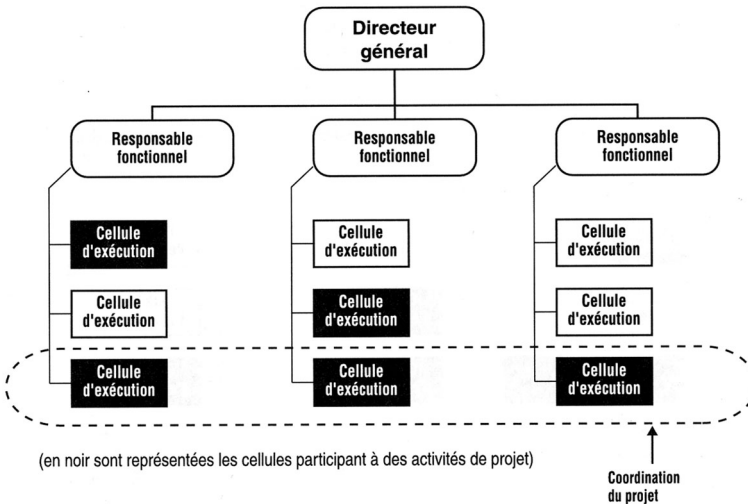 Directeur
général
Responsable
fonctionnel
Responsable
fonctionnel
Responsable
fonctionnel
Cellule
d'exécution
Cellule
d'exécution
Cellule
d'exécution
Cellule
d'exécution
Cellule
d'exécution
Cellule
d'exécution
Cellule
d'exécution
Cellule
d'exécution
Cellule
d'exécution
(en noir sont représentées les cellules participant à des activités de projet)
Coordination
du projet